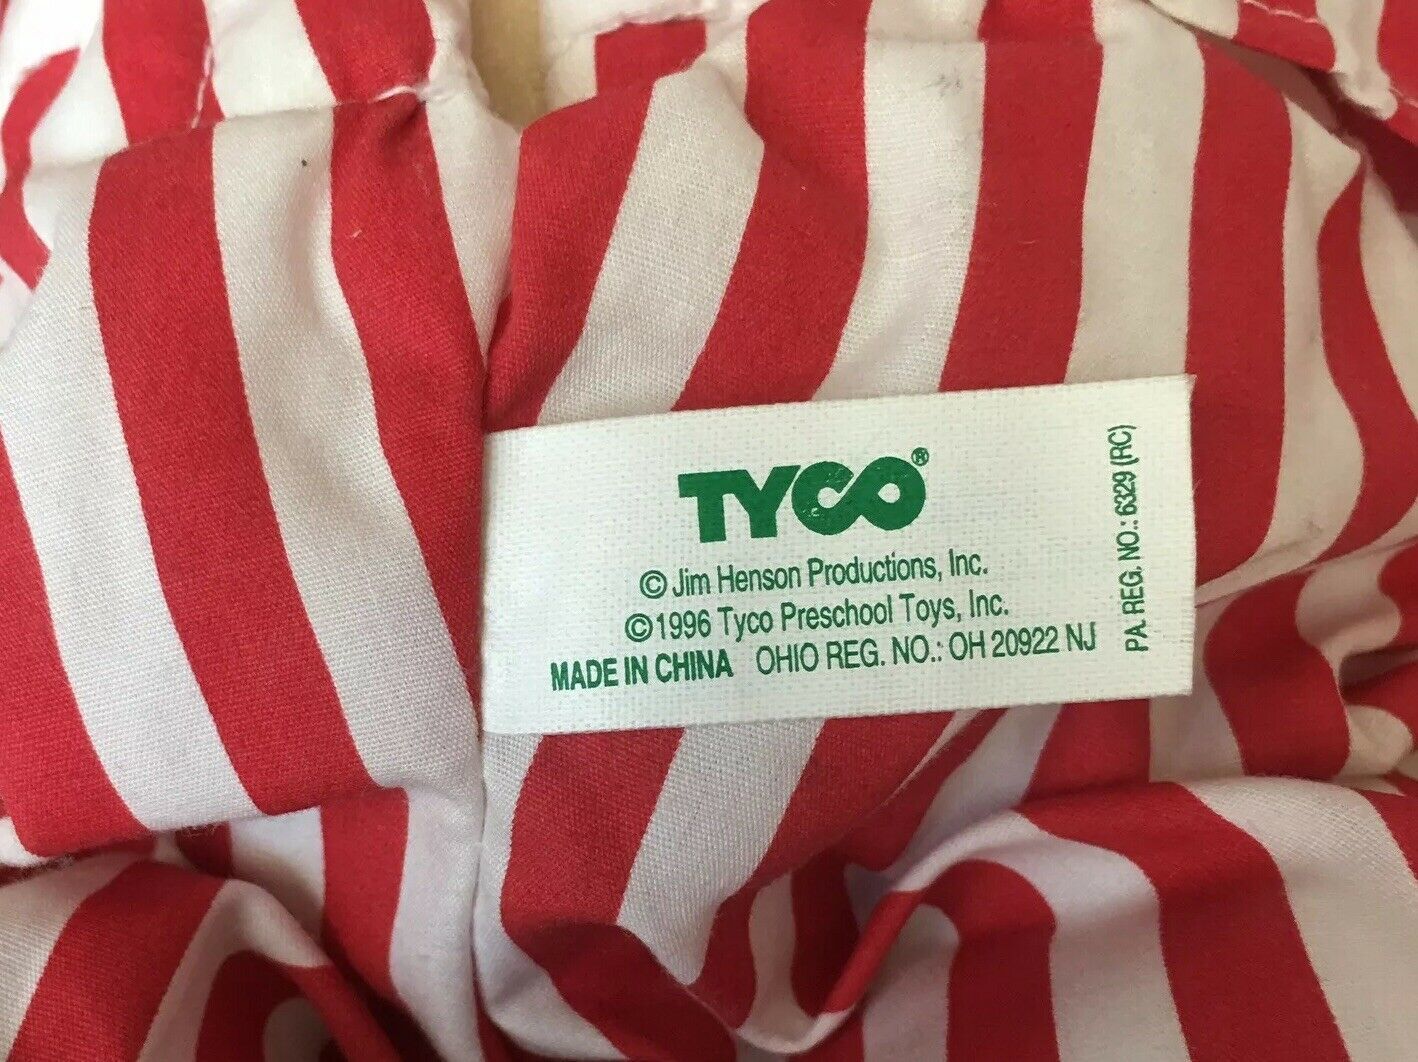 TYCO®
© Jim Henson Productions, Inc.
© 1996 Tyco Preschool Toys, Inc.
MADE IN CHINA OHIO REG. NO.: OH 20922 NJ
PA. REG. NO.: 6329 (RC)